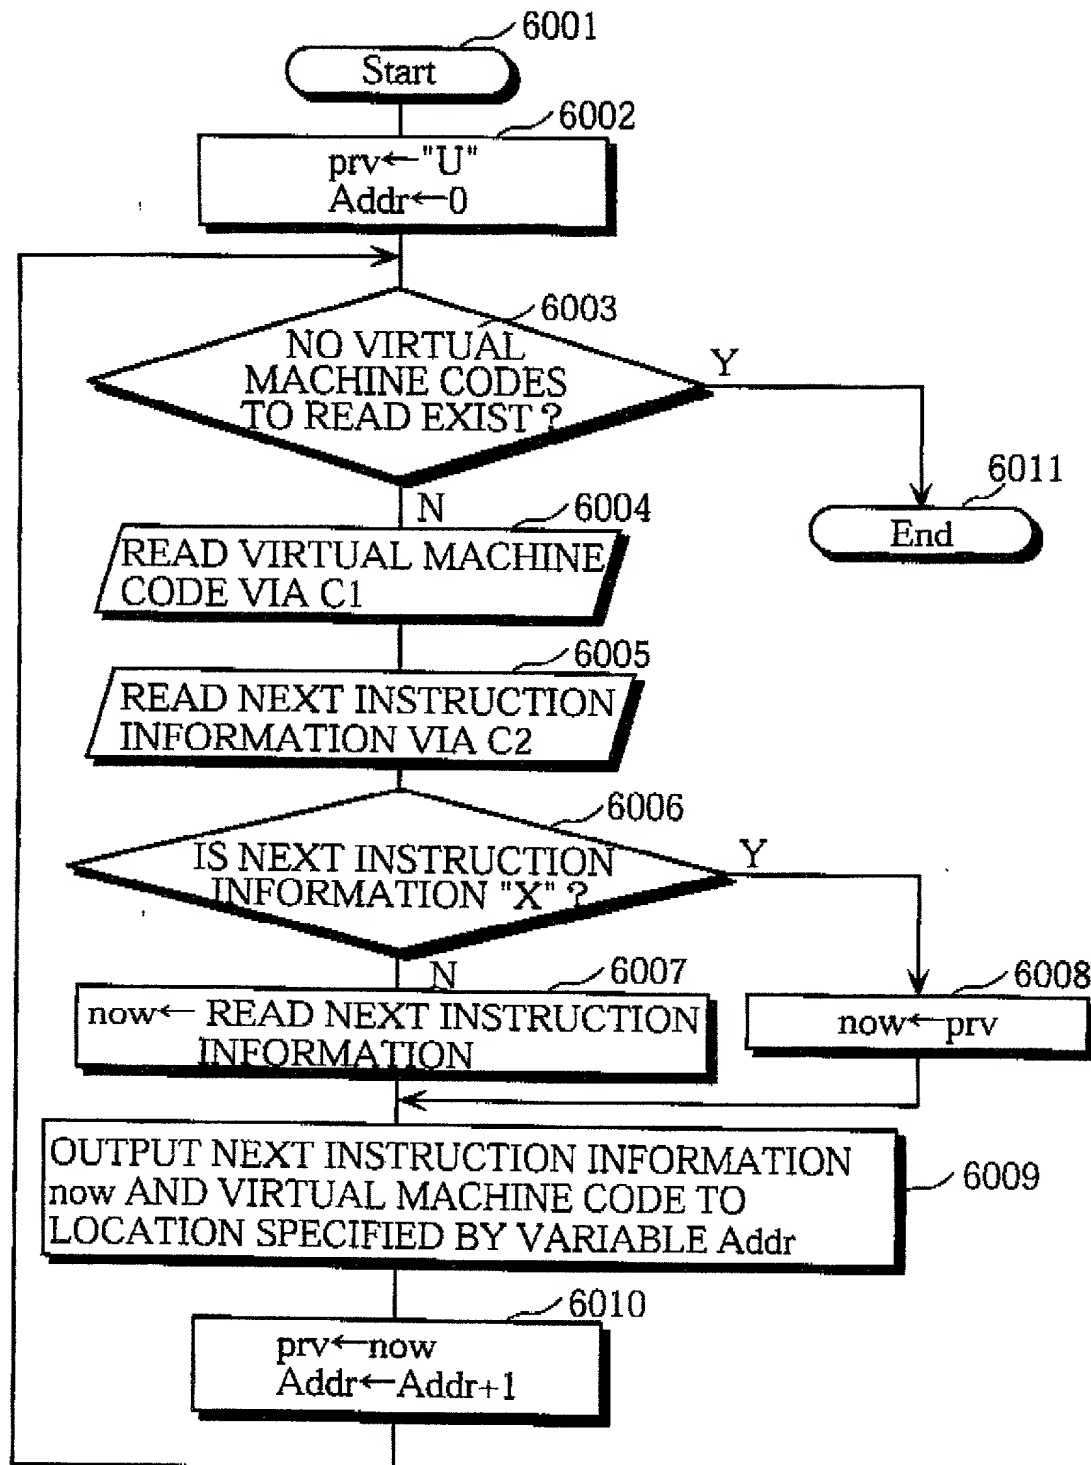 6001
Start
6002
prv←"U"
Addr←0
6003
NO VIRTUAL
MACHINE CODES
TO READ EXIST ?
Y
N
6004
READ VIRTUAL MACHINE
CODE VIA C1
6011
End
6005
READ NEXT INSTRUCTION
INFORMATION VIA C2
6006
IS NEXT INSTRUCTION
INFORMATION "X" ?
Y
N
6007
now← READ NEXT INSTRUCTION
INFORMATION
6008
now←prv
OUTPUT NEXT INSTRUCTION INFORMATION
now AND VIRTUAL MACHINE CODE TO
LOCATION SPECIFIED BY VARIABLE Addr
6009
6010
prv←now
Addr←Addr+1